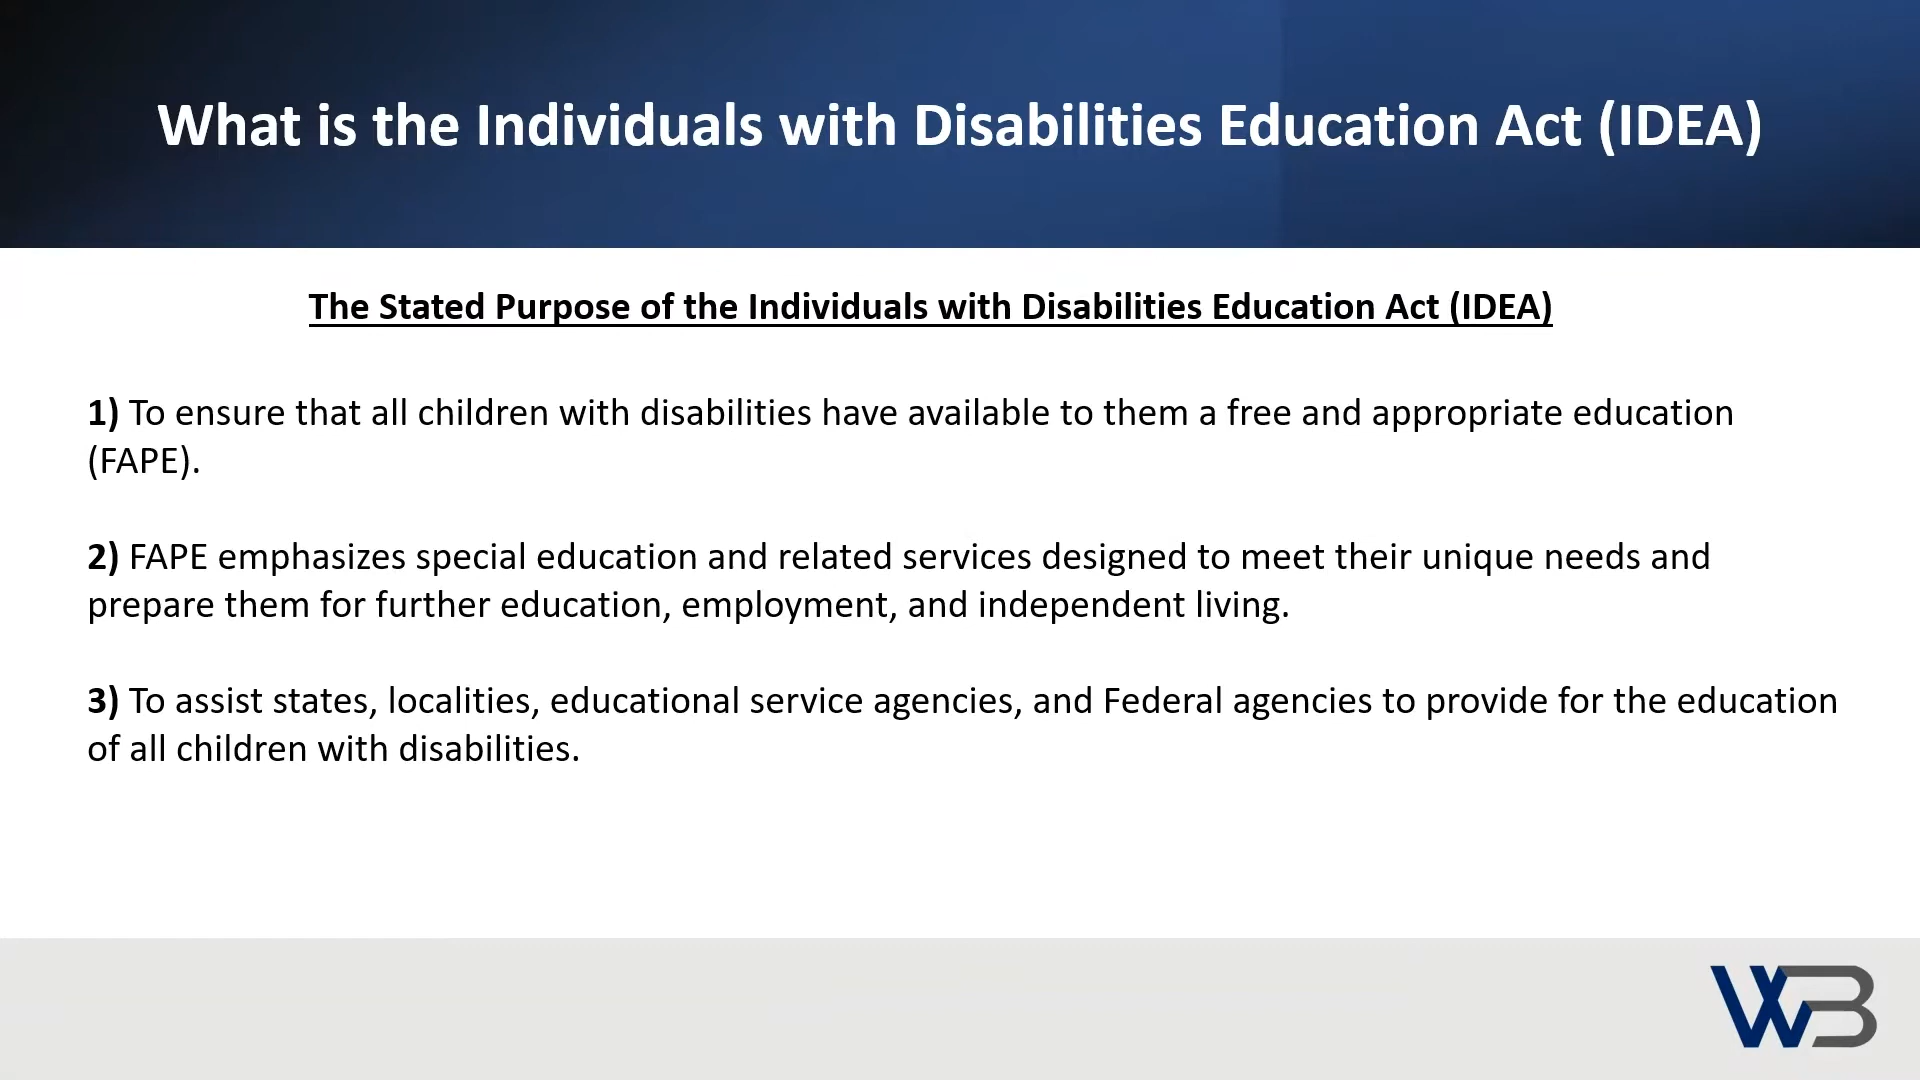 What is the Individuals with Disabilities Education Act (IDEA)
The Stated Purpose of the Individuals with Disabilities Education Act (IDEA)
1) To ensure that all children with disabilities have available to them a free and appropriate education
(FAPE).
2) FAPE emphasizes special education and related services designed to meet their unique needs and
prepare them for further education, employment, and independent living.
3) To assist states, localities, educational service agencies, and Federal agencies to provide for the education
of all children with disabilities.
WB